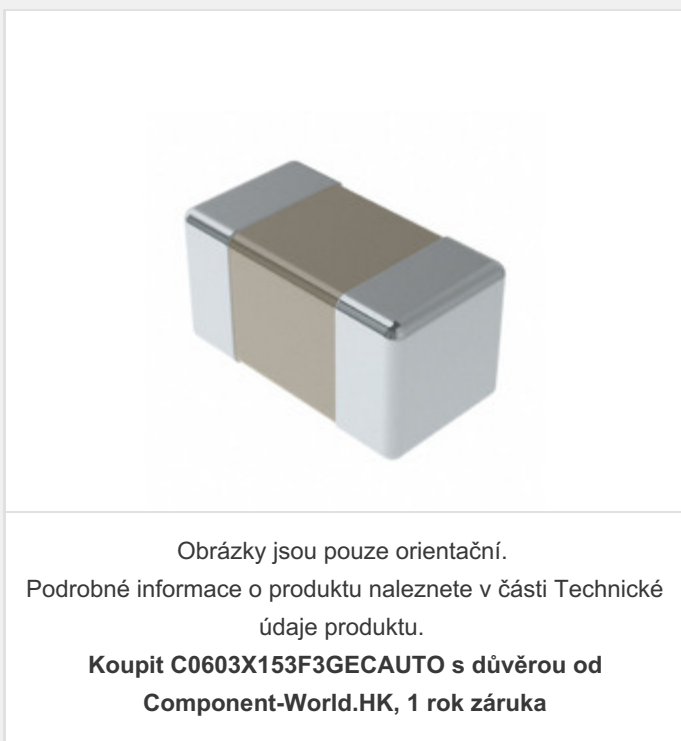 Obrázky jsou pouze orientační.
Podrobné informace o produktu naleznete v části Technické
údaje produktu.
Koupit C0603X153F3GECAUTO s důvěrou od
Component-World.HK, 1 rok záruka